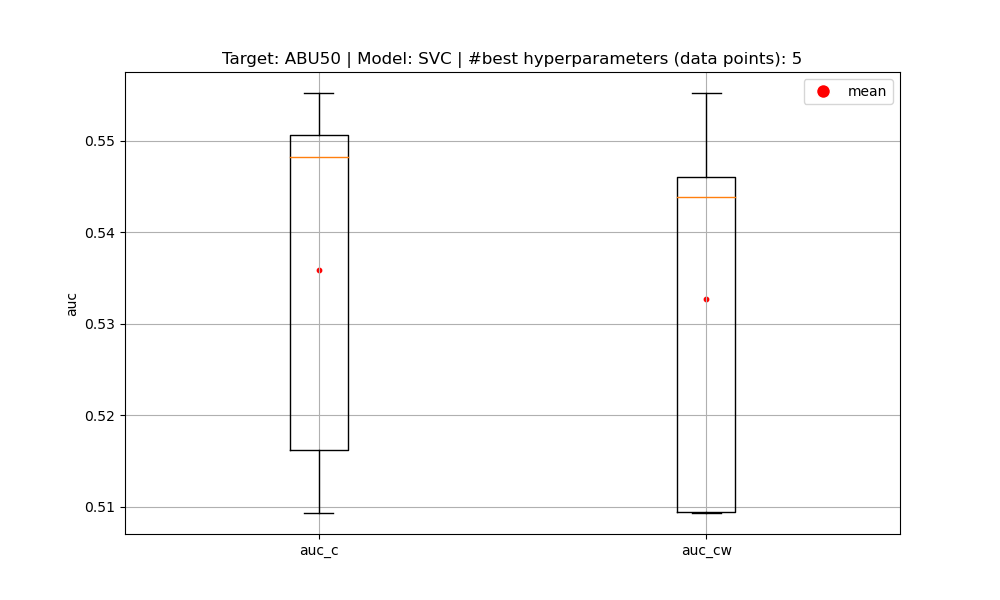 Target: ABU50 | Model: SVC | #best hyperparameters (data points): 5
mean
0.55
0.54
0.53
0.52
0.51
auc
auc_c
auc_cw